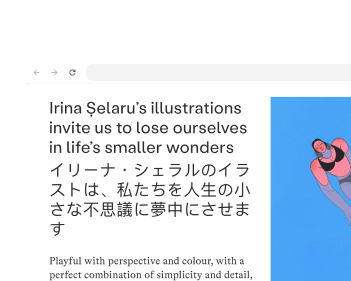 Irina Șelaru’s illustrations
invite us to lose ourselves
in life’s smaller wonders
イリーナ・シェラルのイラ
ストは、私たちを人生の小
さな不思議に夢中にさせま
す
Playful with perspective and colour, with a
perfect combination of simplicity and detail,